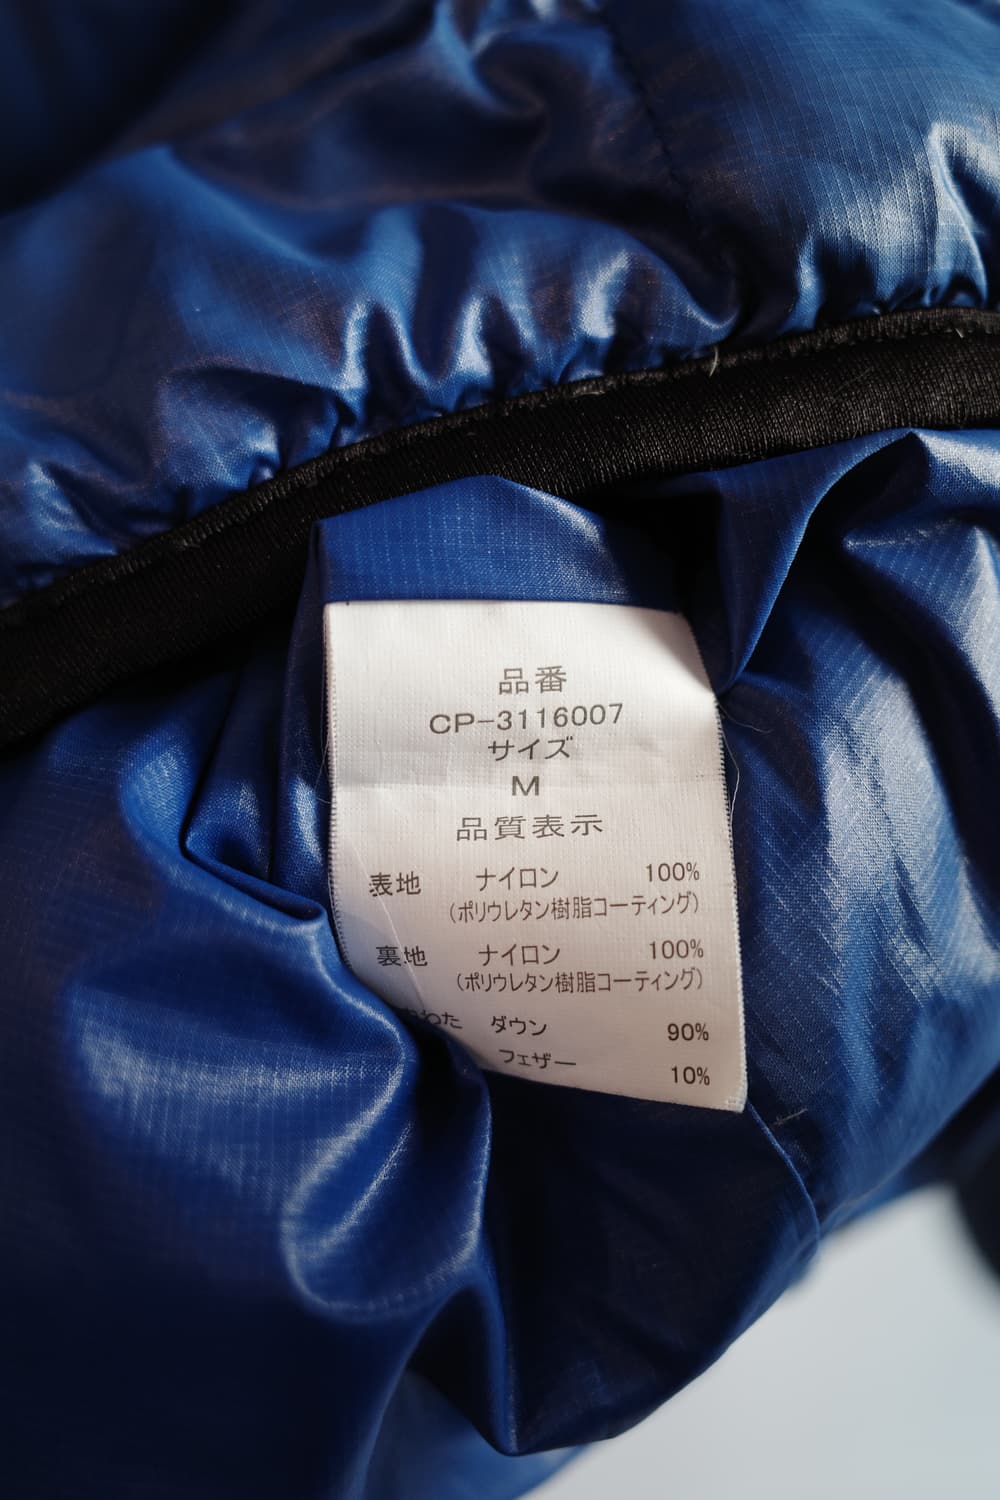 品番
CP-3116007
サイズ
M
品質表示
表地 ナイロン 100%
(ポリウレタン樹脂コーティング)
裏地 ナイロン 100%
(ポリウレタン樹脂コーティング)
わた ダウン 90%
フェザー 10%